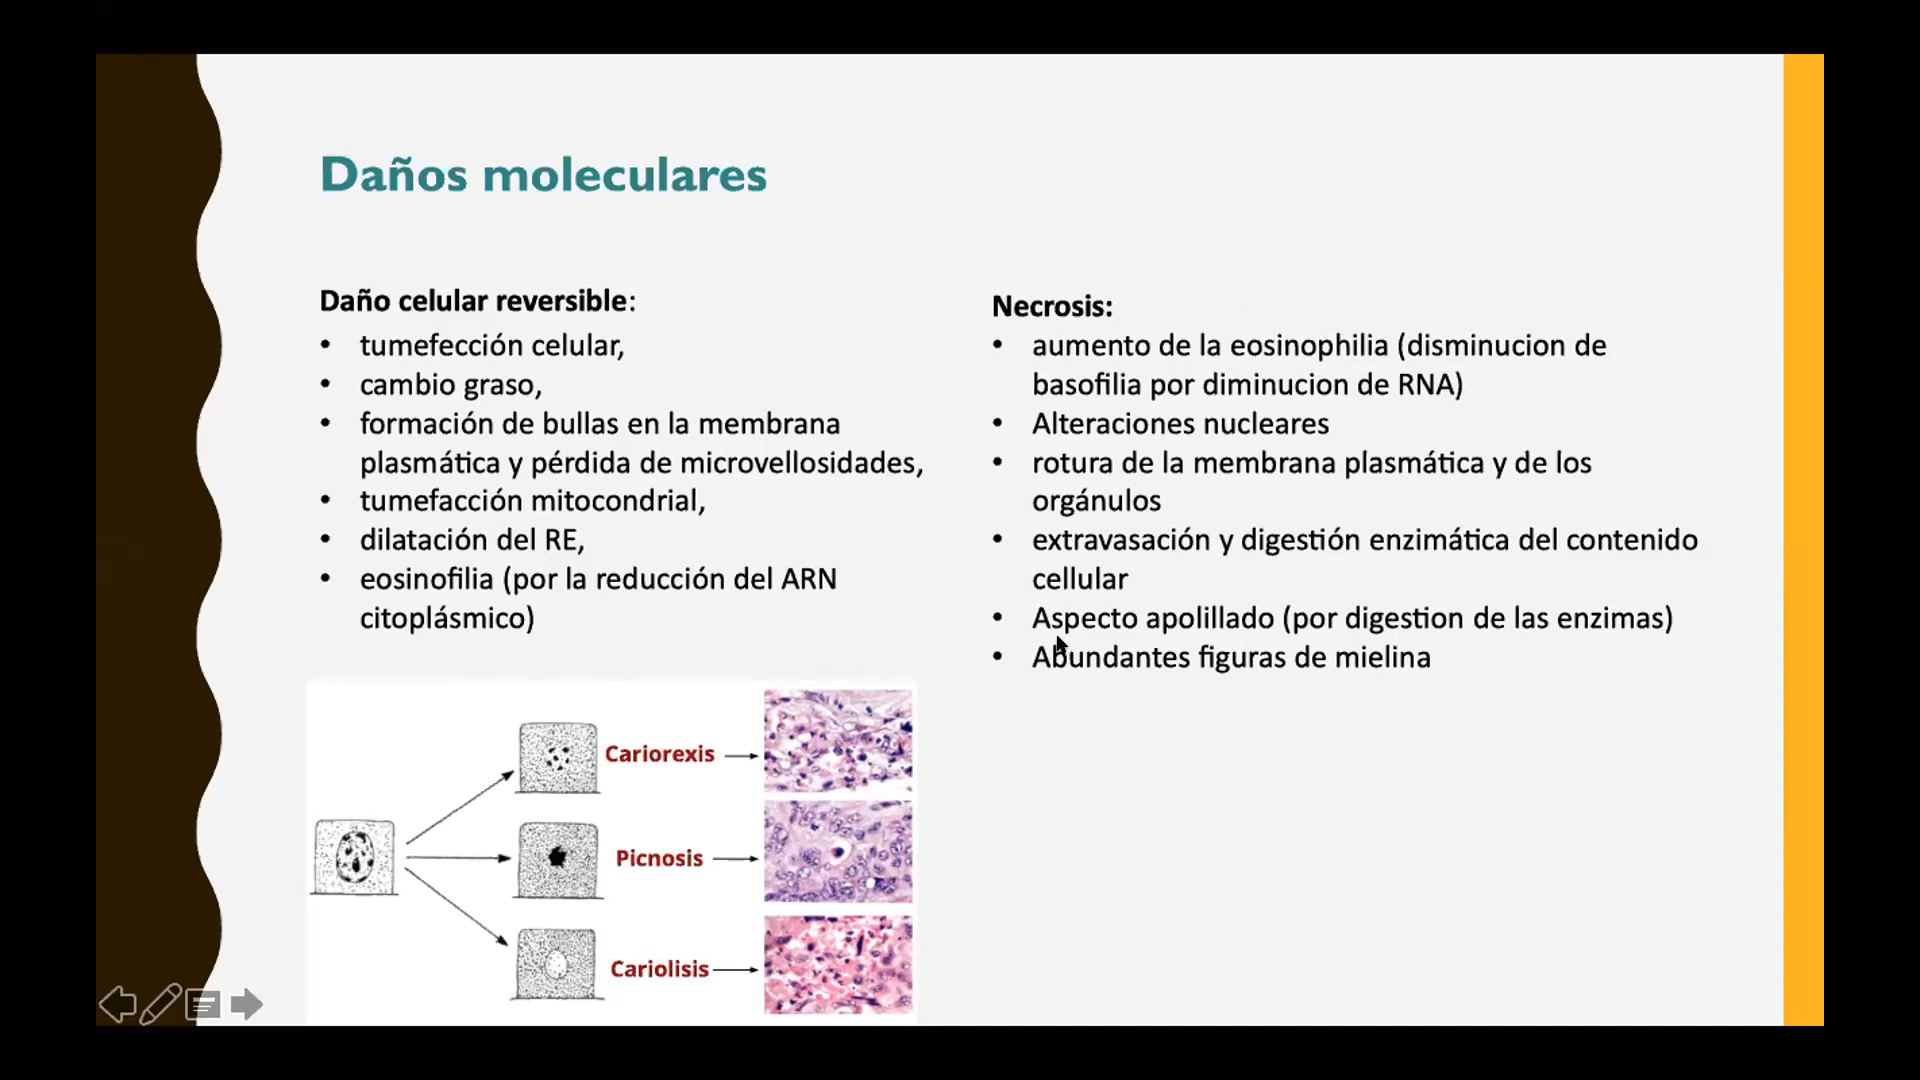 Daños moleculares
Daño celular reversible:
• tumefección celular,
• cambio graso,
• formación de bullas en la membrana
plasmática y pérdida de microvellosidades,
• tumefacción mitocondrial,
• dilatación del RE,
• eosinofilia (por la reducción del ARN
citoplásmico)
Necrosis:
• aumento de la eosinophilia (disminucion de
basofilia por diminucion de RNA)
• Alteraciones nucleares
• rotura de la membrana plasmática y de los
orgánulos
• extravasación y digestión enzimática del contenido
cellular
• Aspecto apolillado (por digestion de las enzimas)
• Abundantes figuras de mielina
Cariorexis
Picnosis
Cariolisis